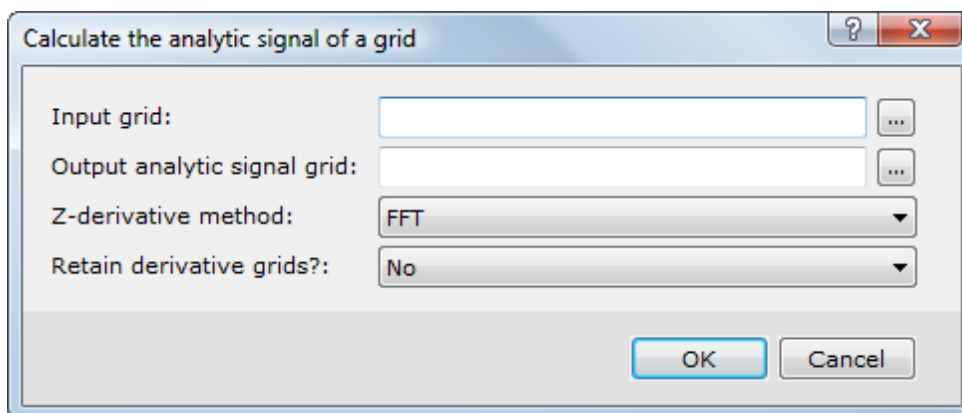 Calculate the analytic signal of a grid
Input grid: ...
Output analytic signal grid: ...
Z-derivative method: FFT
Retain derivative grids?: No
OK Cancel